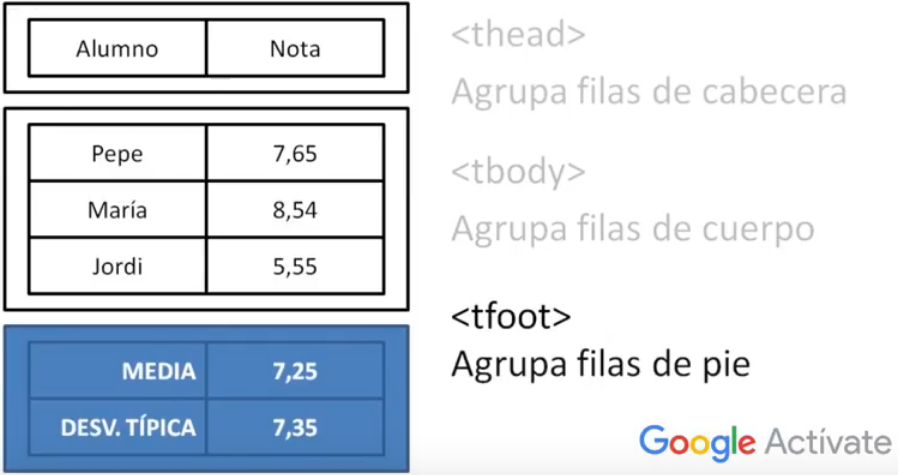 Alumno Nota
Pepe 7,65
María 8,54
Jordi 5,55
MEDIA 7,25
DESV. TÍPICA 7,35
<thead>
Agrupa filas de cabecera
<tbody>
Agrupa filas de cuerpo
<tfoot>
Agrupa filas de pie
Google Actívate